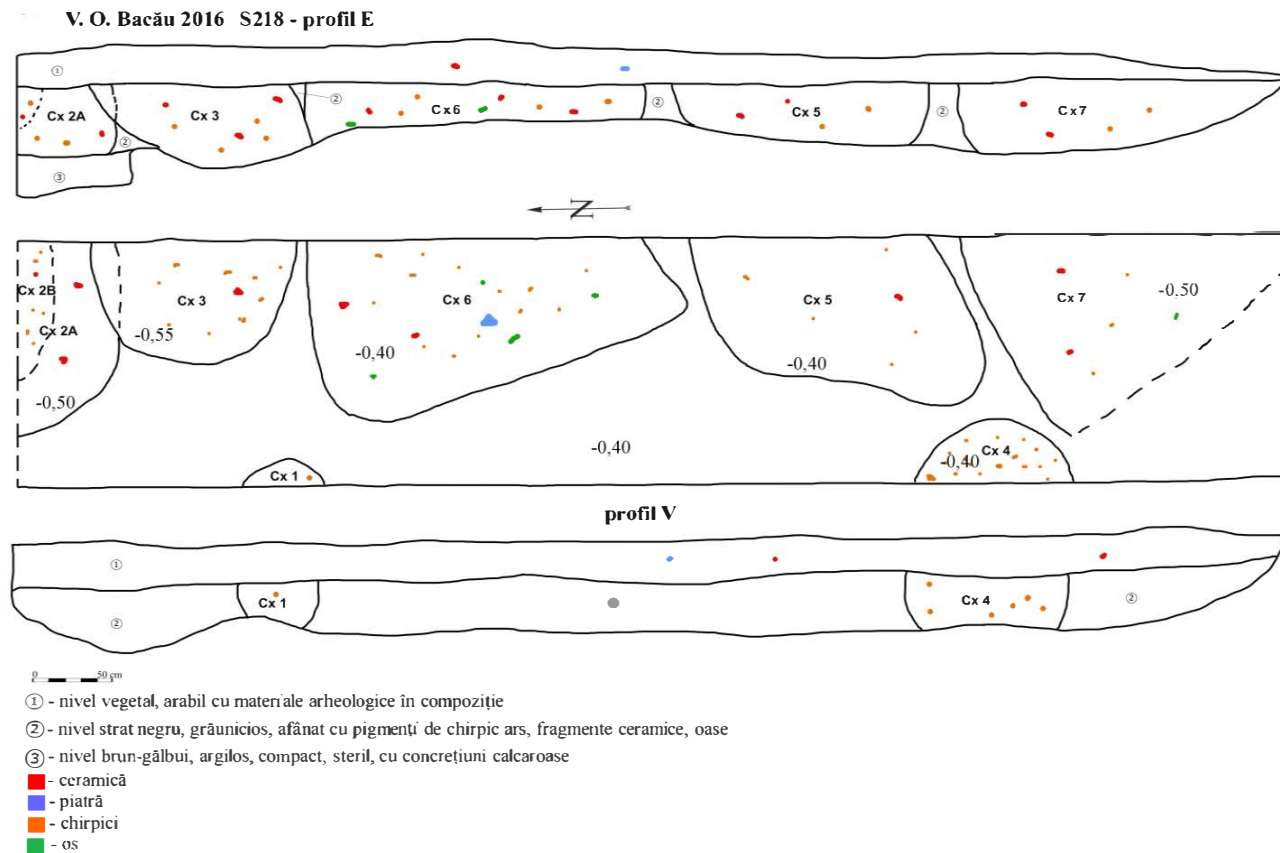 V. O. Bacău 2016 S218 - profil E
①
Cx 2A
②
Cx 3
②
Cx 6
②
Cx 5
②
Cx 7
③
N
Cx 2B
Cx 2A
-0,50
Cx 3
-0,55
Cx 6
-0,40
Cx 5
-0,40
Cx 7
-0,50
-0,40
Cx 1
Cx 4
-0,40
profil V
①
Cx 1
②
Cx 4
②
0 50 cm
① - nivel vegetal, arabil cu materiale arheologice în compoziție
② - nivel strat negru, grăunicios, afânat cu pigmenți de chirpic ars, fragmente ceramice, oase
③ - nivel brun-gălbui, argilos, compact, steril, cu concrețiuni calcaroase
- ceramică
- piatră
- chirpici
- os